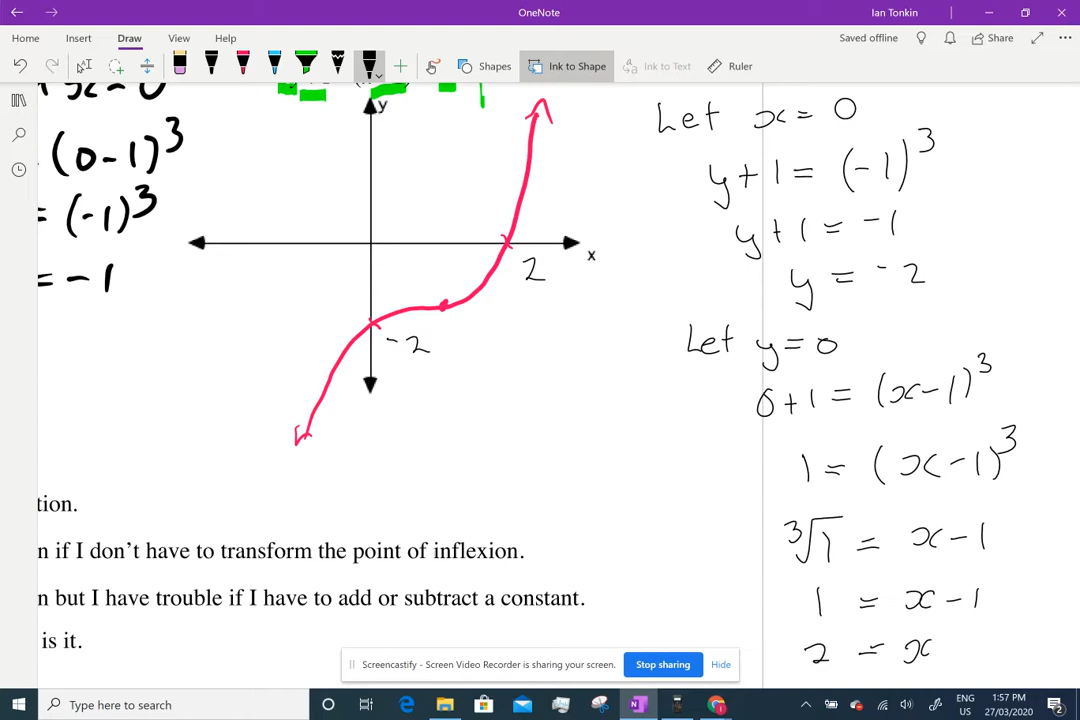 OneNote
Ian Tonkin
Home Insert Draw View Help
Saved offline
Share
Shapes
Ink to Shape
Ink to Text
Ruler
= (0-1)³
= (-1)³
= -1
y
x
2
-2
Let x = 0
y + 1 = (-1)³
y + 1 = -1
y = -2
Let y = 0
0 + 1 = (x - 1)³
1 = (x - 1)³
³√1 = x - 1
1 = x - 1
2 = x
tion.
n if I don’t have to transform the point of inflexion.
n but I have trouble if I have to add or subtract a constant.
is it.
Screencastify - Screen Video Recorder is sharing your screen.
Stop sharing
Hide
Type here to search
ENG
US
1:57 PM
27/03/2020